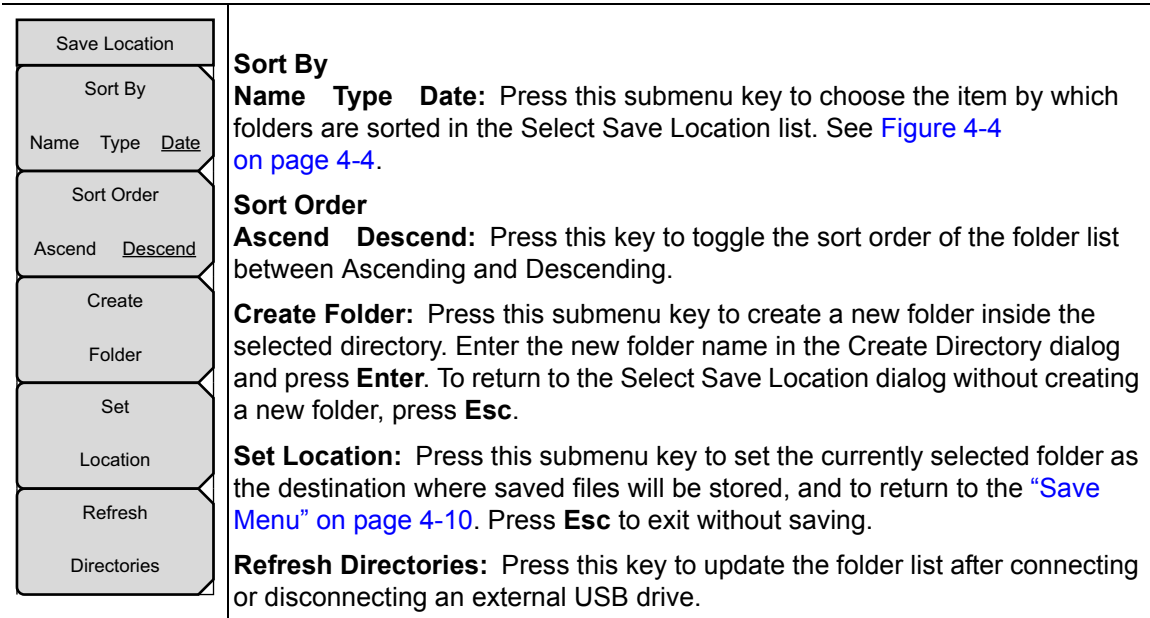 Save Location
Sort By
Name Type Date
Sort Order
Ascend Descend
Create
Folder
Set
Location
Refresh
Directories
Sort By
Name Type Date: Press this submenu key to choose the item by which
folders are sorted in the Select Save Location list. See Figure 4-4
on page 4-4.
Sort Order
Ascend Descend: Press this key to toggle the sort order of the folder list
between Ascending and Descending.
Create Folder: Press this submenu key to create a new folder inside the
selected directory. Enter the new folder name in the Create Directory dialog
and press Enter. To return to the Select Save Location dialog without creating
a new folder, press Esc.
Set Location: Press this submenu key to set the currently selected folder as
the destination where saved files will be stored, and to return to the “Save
Menu” on page 4-10. Press Esc to exit without saving.
Refresh Directories: Press this key to update the folder list after connecting
or disconnecting an external USB drive.